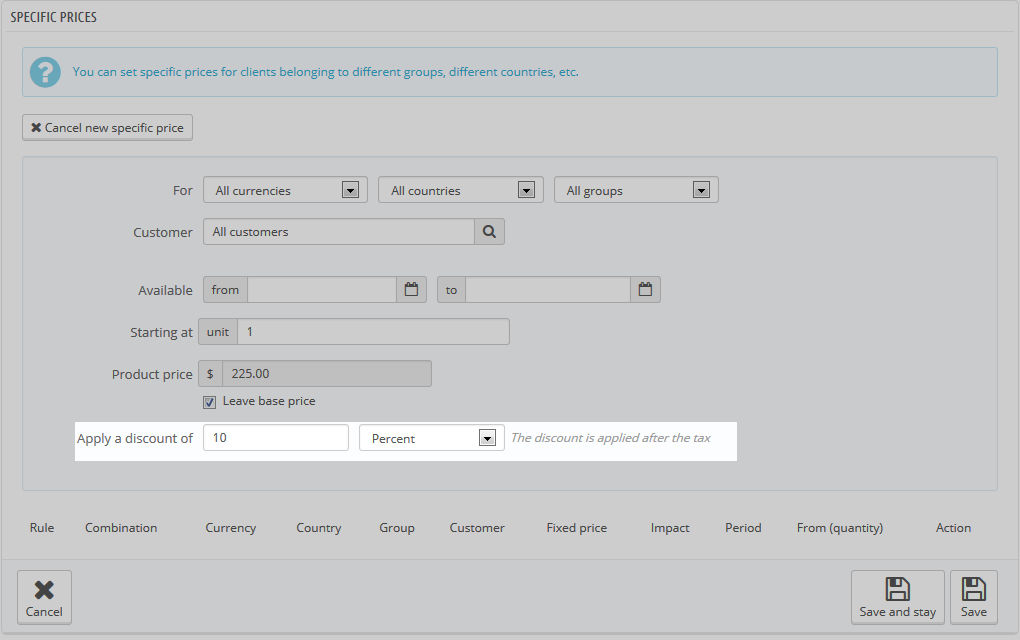 SPECIFIC PRICES
You can set specific prices for clients belonging to different groups, different countries, etc.
Cancel new specific price
For All currencies All countries All groups
Customer All customers
Available from to
Starting at unit 1
Product price $ 225.00
Leave base price
Apply a discount of 10 Percent The discount is applied after the tax
Rule Combination Currency Country Group Customer Fixed price Impact Period From (quantity) Action
Cancel Save and stay Save